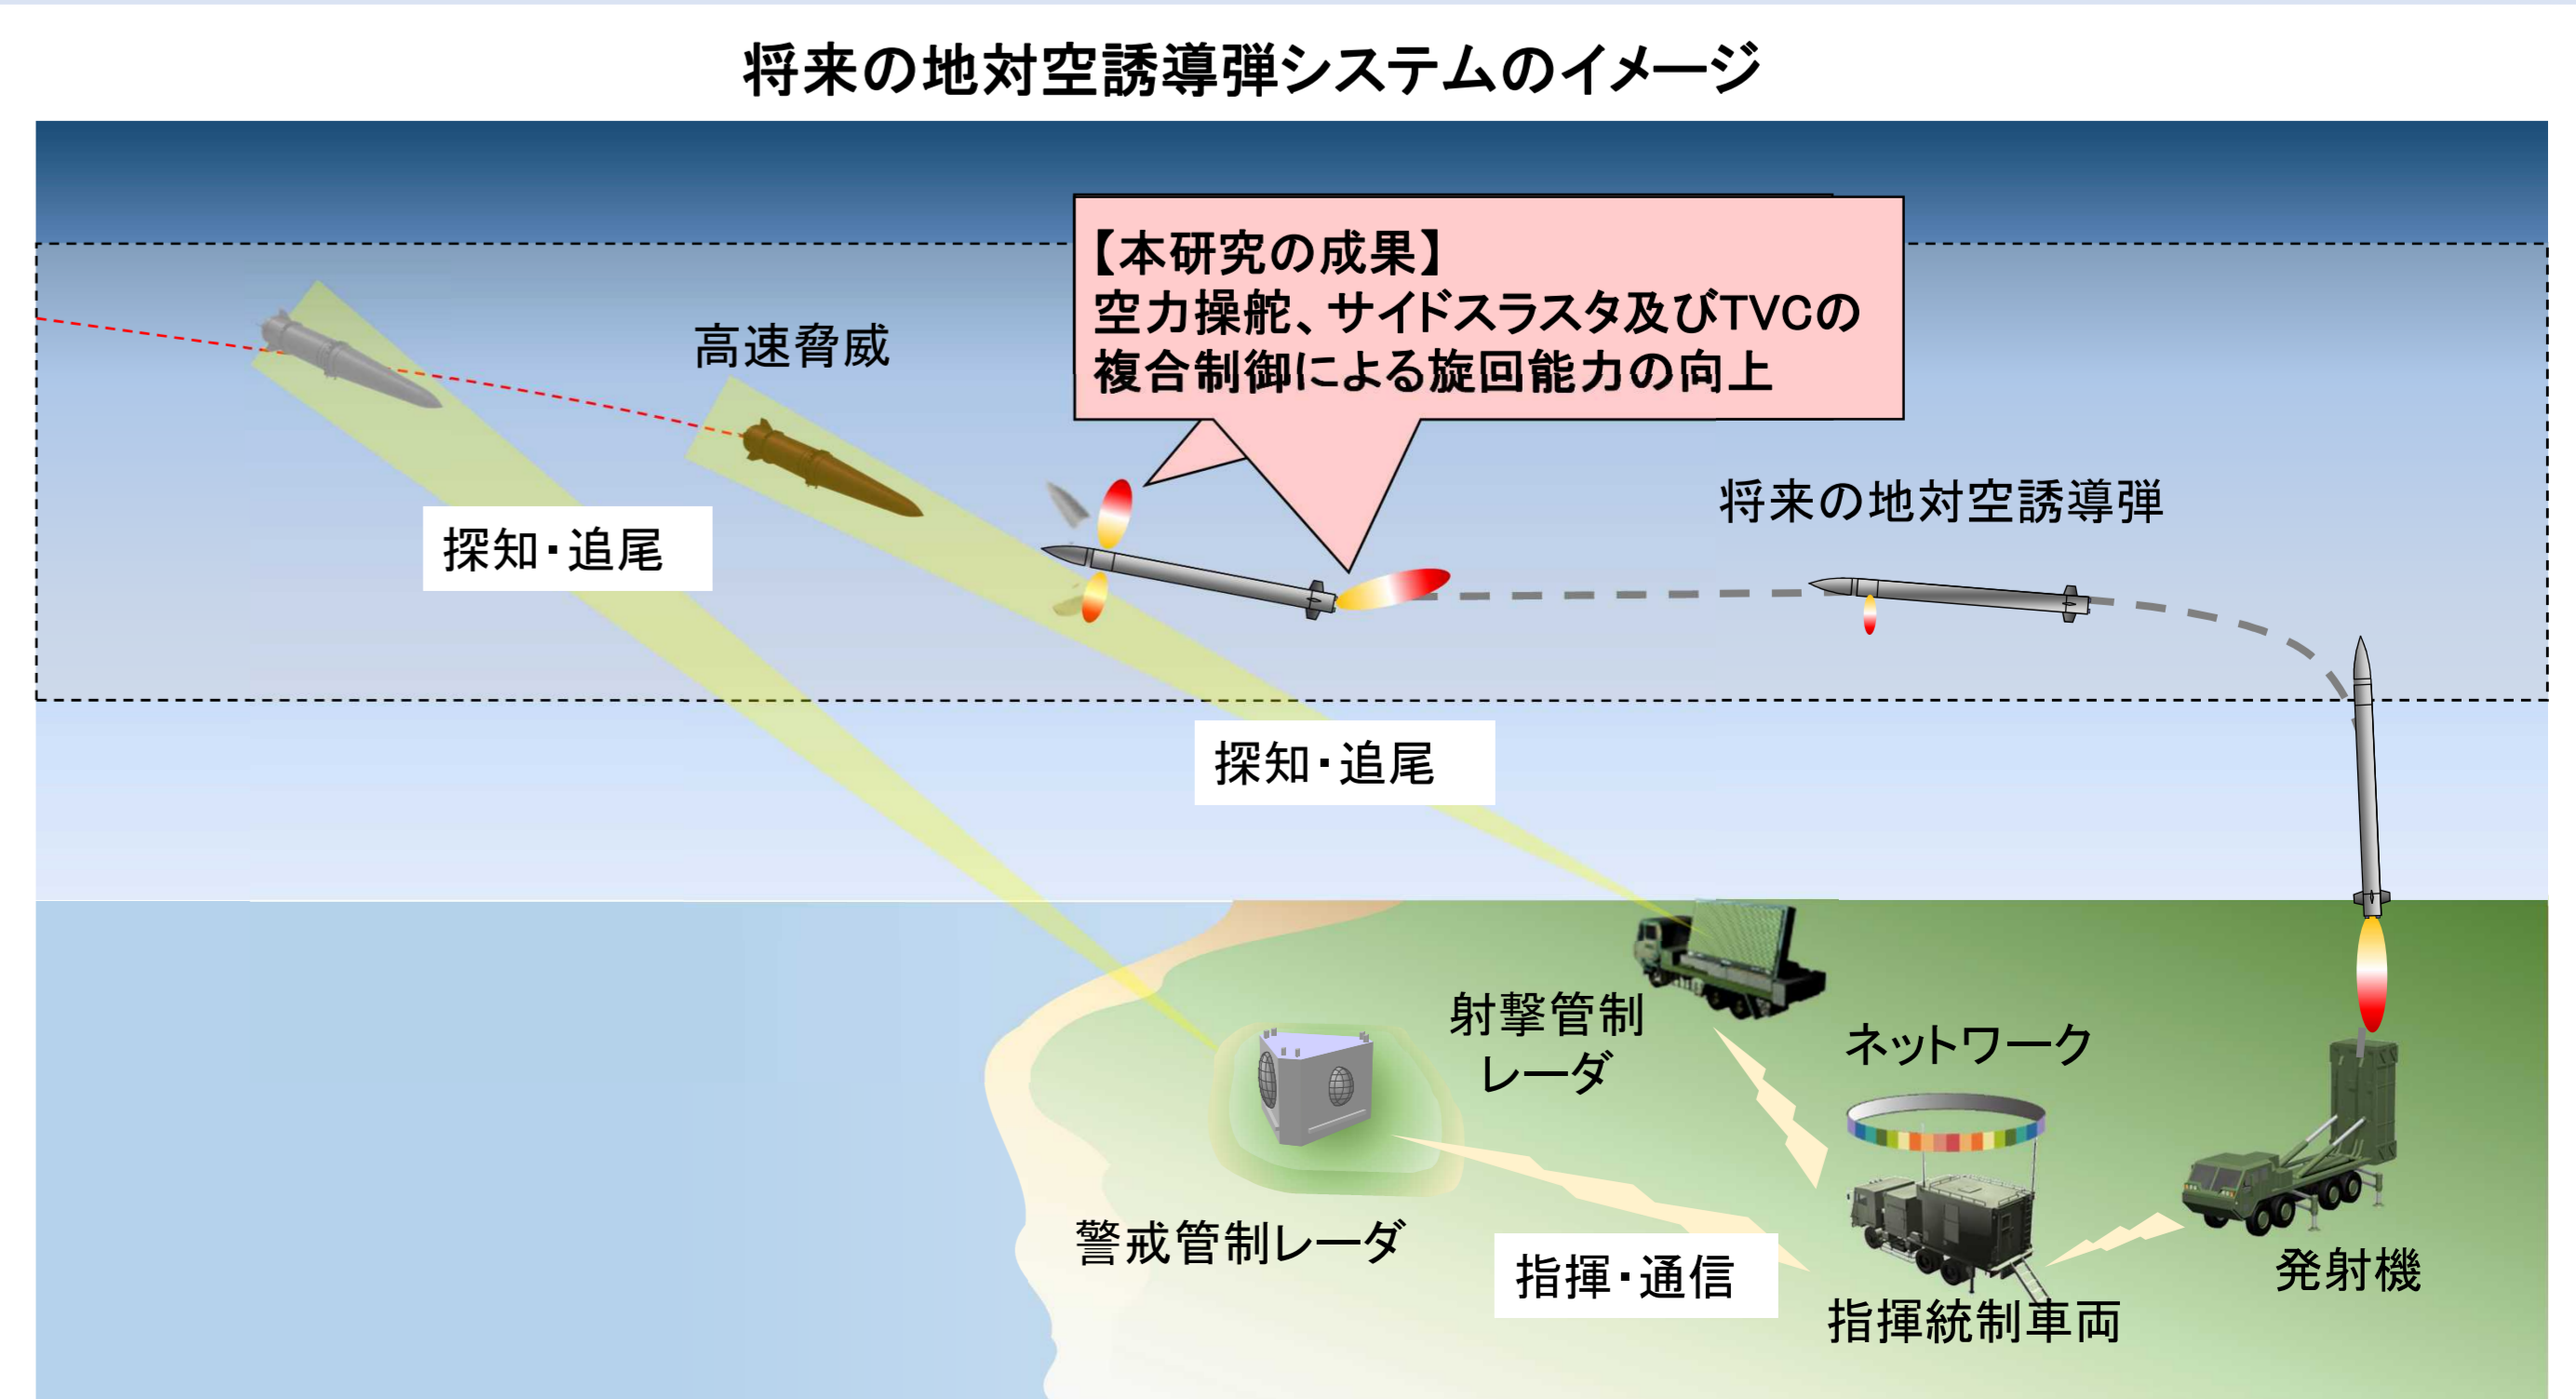 将来の地対空誘導弾システムのイメージ
【本研究の成果】
空力操舵、サイドスラスタ及びTVCの
複合制御による旋回能力の向上
高速脅威
将来の地対空誘導弾
探知・追尾
探知・追尾
射撃管制
レーダ
ネットワーク
警戒管制レーダ
指揮・通信
発射機
指揮統制車両